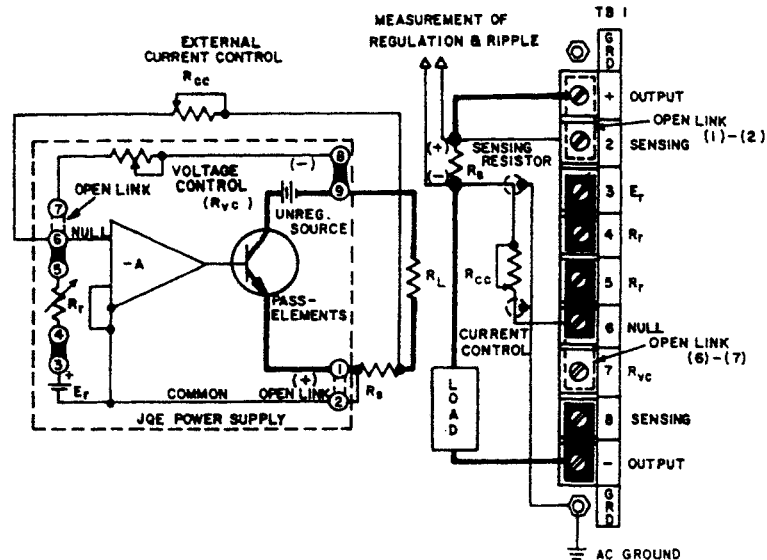 EXTERNAL
CURRENT CONTROL
RCC
MEASUREMENT OF
REGULATION & RIPPLE
TB 1
GRD
+ OUTPUT
OPEN LINK
(1)-(2)
2 SENSING
3 Er
4 Rr
5 Rr
6 NULL
OPEN LINK
(6)-(7)
7 RVC
8 SENSING
- OUTPUT
GRD
AC GROUND
(+)
SENSING
RESISTOR
RS
(-)
RCC
CURRENT
CONTROL
LOAD
VOLTAGE
CONTROL
(RVC)
(-)
8
9
OPEN LINK
7
6 NULL
5
Rr
4
3
+
Er
-A
UNREG.
SOURCE
PASS-
ELEMENTS
RL
(+)
1
RS
COMMON
OPEN LINK
2
JQE POWER SUPPLY